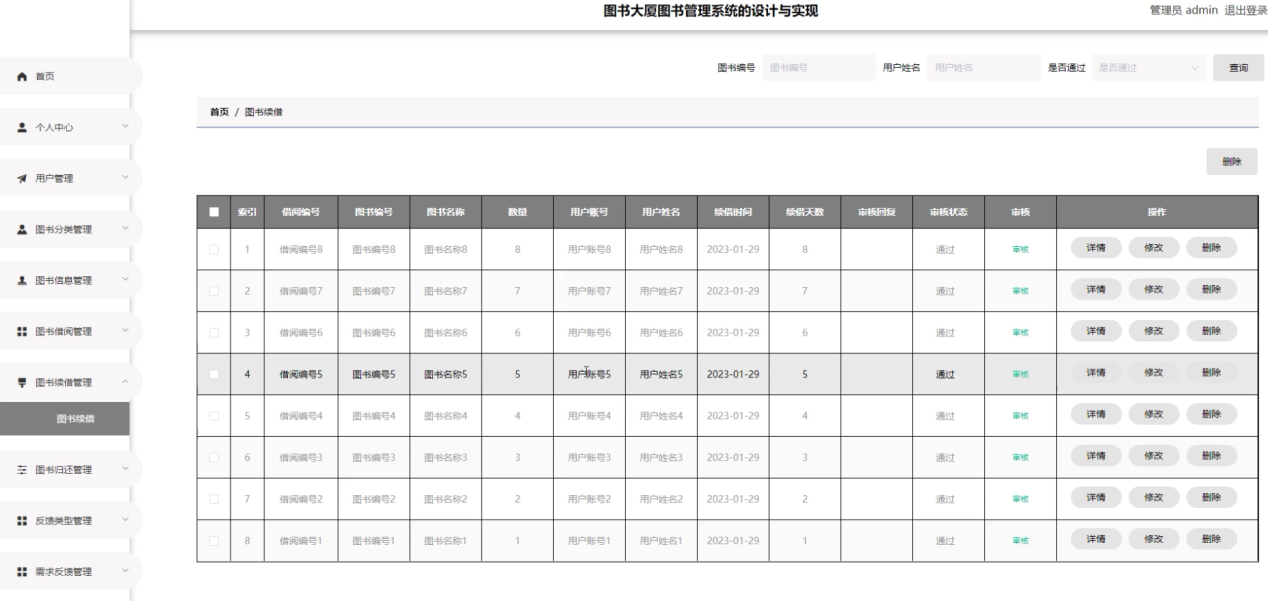 图书大厦图书管理系统的设计与实现
管理员 admin 退出登录
图书编号 图书编号 用户姓名 用户姓名 是否通过 是否通过 查询
首页 / 图书续借
删除
首页
个人中心
用户管理
图书分类管理
图书信息管理
图书借阅管理
图书续借管理
图书续借
图书归还管理
反馈类型管理
需求反馈管理
索引 借阅编号 图书编号 图书名称 数量 用户账号 用户姓名 续借时间 续借天数 审核回复 审核状态 审核 操作
1 借阅编号8 图书编号8 图书名称8 8 用户账号8 用户姓名8 2023-01-29 8 通过 审核 详情 修改 删除
2 借阅编号7 图书编号7 图书名称7 7 用户账号7 用户姓名7 2023-01-29 7 通过 审核 详情 修改 删除
3 借阅编号6 图书编号6 图书名称6 6 用户账号6 用户姓名6 2023-01-29 6 通过 审核 详情 修改 删除
4 借阅编号5 图书编号5 图书名称5 5 用户账号5 用户姓名5 2023-01-29 5 通过 审核 详情 修改 删除
5 借阅编号4 图书编号4 图书名称4 4 用户账号4 用户姓名4 2023-01-29 4 通过 审核 详情 修改 删除
6 借阅编号3 图书编号3 图书名称3 3 用户账号3 用户姓名3 2023-01-29 3 通过 审核 详情 修改 删除
7 借阅编号2 图书编号2 图书名称2 2 用户账号2 用户姓名2 2023-01-29 2 通过 审核 详情 修改 删除
8 借阅编号1 图书编号1 图书名称1 1 用户账号1 用户姓名1 2023-01-29 1 通过 审核 详情 修改 删除